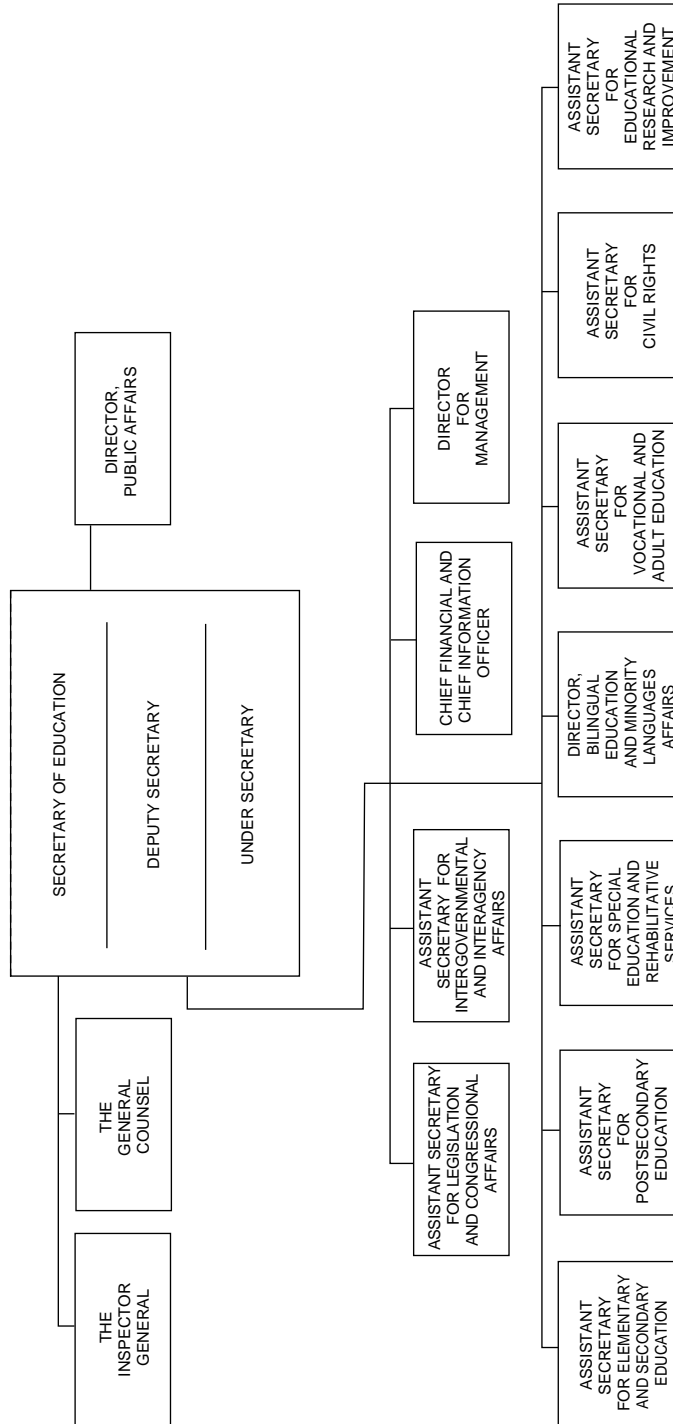 SECRETARY OF EDUCATION
DEPUTY SECRETARY
UNDER SECRETARY
THE
INSPECTOR
GENERAL
THE
GENERAL
COUNSEL
DIRECTOR,
PUBLIC AFFAIRS
ASSISTANT SECRETARY
FOR LEGISLATION
AND CONGRESSIONAL
AFFAIRS
ASSISTANT
SECRETARY FOR
INTERGOVERNMENTAL
AND INTERAGENCY
AFFAIRS
CHIEF FINANCIAL AND
CHIEF INFORMATION
OFFICER
DIRECTOR
FOR
MANAGEMENT
ASSISTANT
SECRETARY
FOR ELEMENTARY
AND SECONDARY
EDUCATION
ASSISTANT
SECRETARY
FOR
POSTSECONDARY
EDUCATION
ASSISTANT
SECRETARY
FOR SPECIAL
EDUCATION AND
REHABILITATIVE
SERVICES
DIRECTOR,
BILINGUAL
EDUCATION
AND MINORITY
LANGUAGES
AFFAIRS
ASSISTANT
SECRETARY
FOR
VOCATIONAL AND
ADULT EDUCATION
ASSISTANT
SECRETARY
FOR
CIVIL RIGHTS
ASSISTANT
SECRETARY
FOR
EDUCATIONAL
RESEARCH AND
IMPROVEMENT